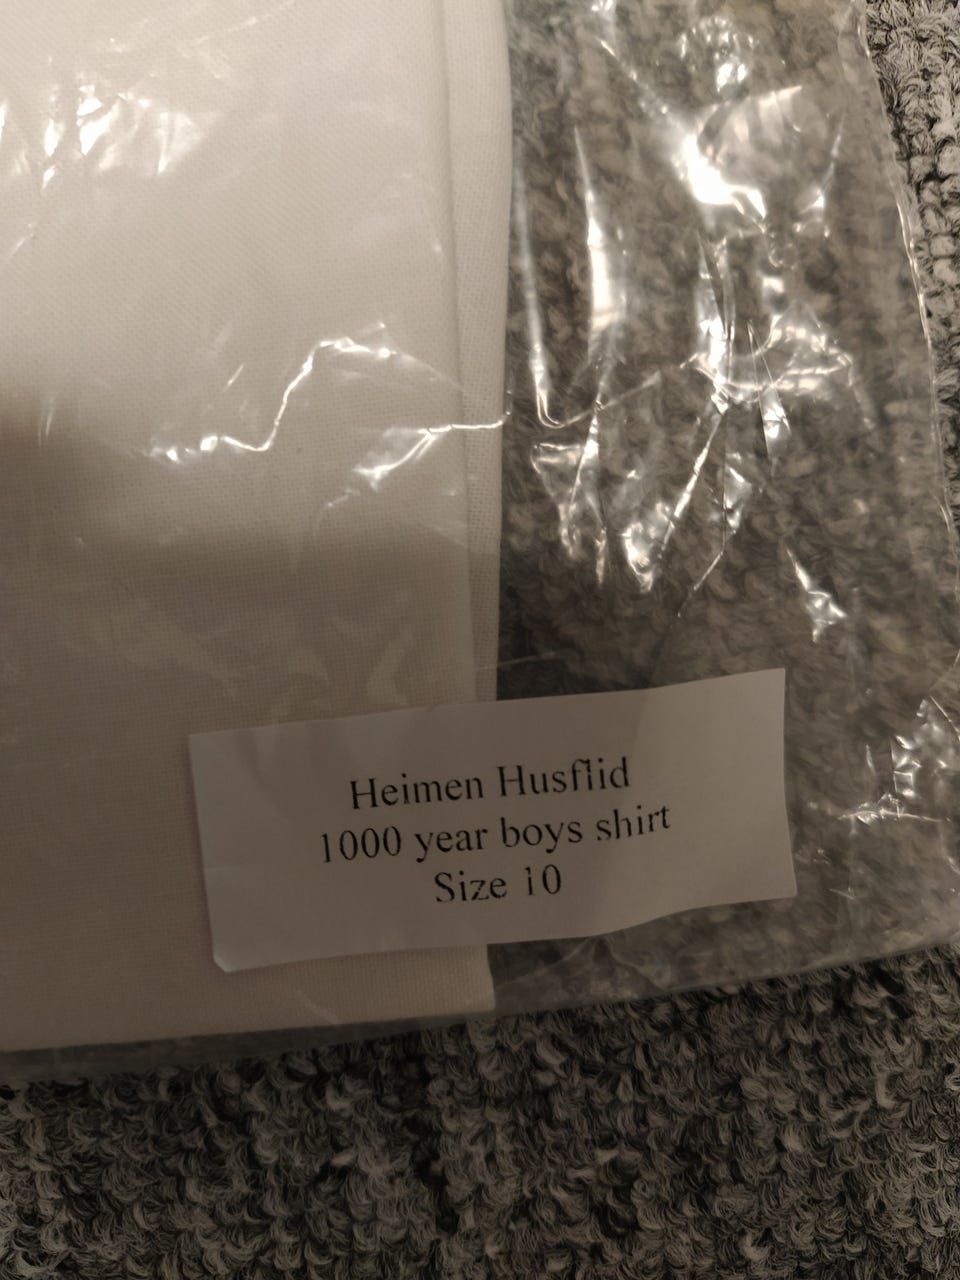 Heimen Husflid
1000 year boys shirt
Size 10